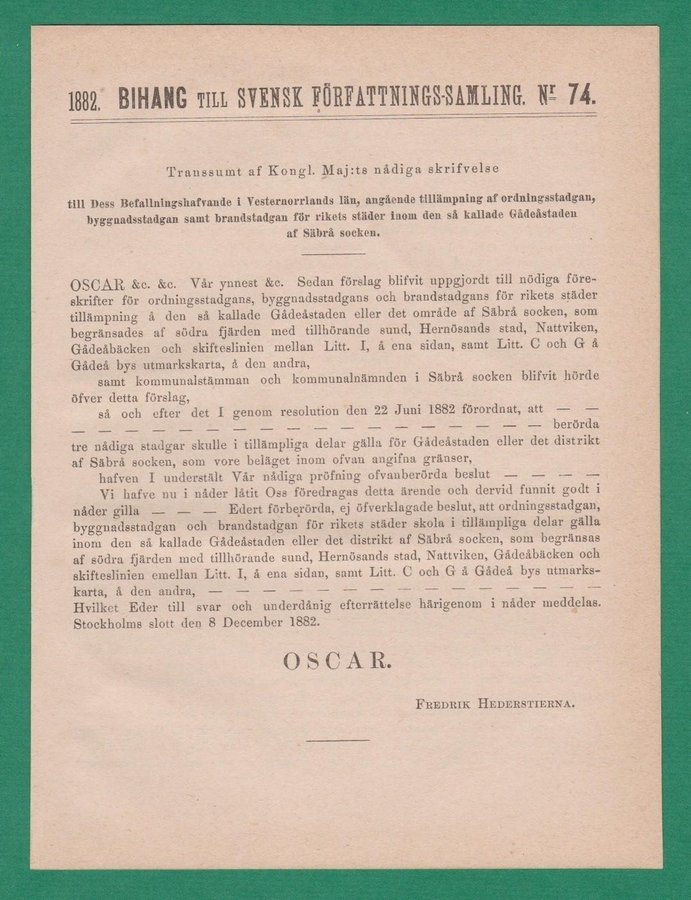 1882. BIHANG TILL SVENSK FÖRFATTNINGS-SAMLING. Nr 74.
Transsumt af Kongl. Maj:ts nådiga skrifvelse
till Dess Befallningshafvande i Vesternorrlands län, angående tillämpning af ordningsstadgan,
byggnadsstadgan samt brandstadgan för rikets städer inom den så kallade Gådeåstaden
af Säbrå socken.
OSCAR &c. &c. Vår ynnest &c. Sedan förslag blifvit uppgjordt till nödiga före-
skrifter för ordningsstadgans, byggnadsstadgans och brandstadgans för rikets städer
tillämpning å den så kallade Gådeåstaden eller det område af Säbrå socken, som
begränsades af södra fjärden med tillhörande sund, Hernösands stad, Nattviken,
Gådeåbäcken och skifteslinien mellan Litt. I, å ena sidan, samt Litt. C och G å
Gådeå bys utmarkskarta, å den andra,
samt kommunalstämman och kommunalnämnden i Säbrå socken blifvit hörde
öfver detta förslag,
så och efter det I genom resolution den 22 Juni 1882 förordnat, att — —
— — — — — — — — — — — — — — — — — — berörda
tre nådiga stadgar skulle i tillämpliga delar gälla för Gådeåstaden eller det distrikt
af Säbrå socken, som vore beläget inom ofvan angifna gränser,
hafven I understält Vår nådiga pröfning ofvanberörda beslut — — — —
Vi hafve nu i nåder låtit Oss föredragas detta ärende och dervid funnit godt i
nåder gilla — — — Edert förberörda, ej öfverklagade beslut, att ordningsstadgan,
byggnadsstadgan och brandstadgan för rikets städer skola i tillämpliga delar gälla
inom den så kallade Gådeåstaden eller det distrikt af Säbrå socken, som begränsas
af södra fjärden med tillhörande sund, Hernösands stad, Nattviken, Gådeåbäcken och
skifteslinien emellan Litt. I, å ena sidan, samt Litt. C och G å Gådeå bys utmarks-
karta, å den andra, — — — — — — — — — — — — — — —
Hvilket Eder till svar och underdånig efterrättelse härigenom i nåder meddelas.
Stockholms slott den 8 December 1882.
OSCAR.
FREDRIK HEDERSTIERNA.